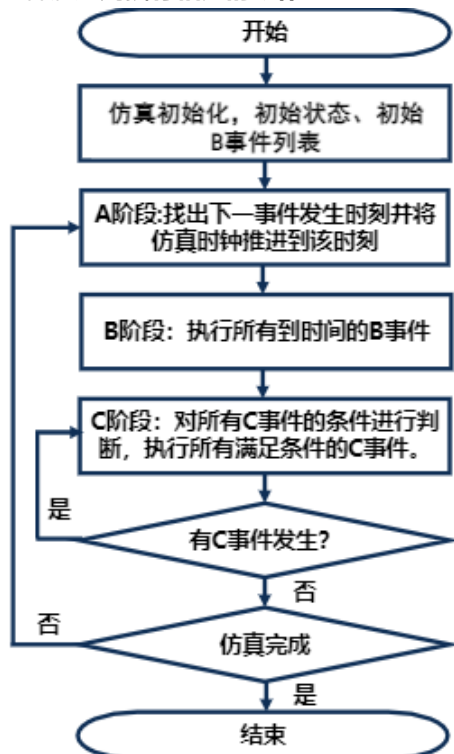 开始
仿真初始化，初始状态、初始
B事件列表
A阶段:找出下一事件发生时刻并将
仿真时钟推进到该时刻
B阶段：执行所有到时间的B事件
C阶段：对所有C事件的条件进行判
断，执行所有满足条件的C事件。
是
有C事件发生？
否
否
仿真完成
是
结束